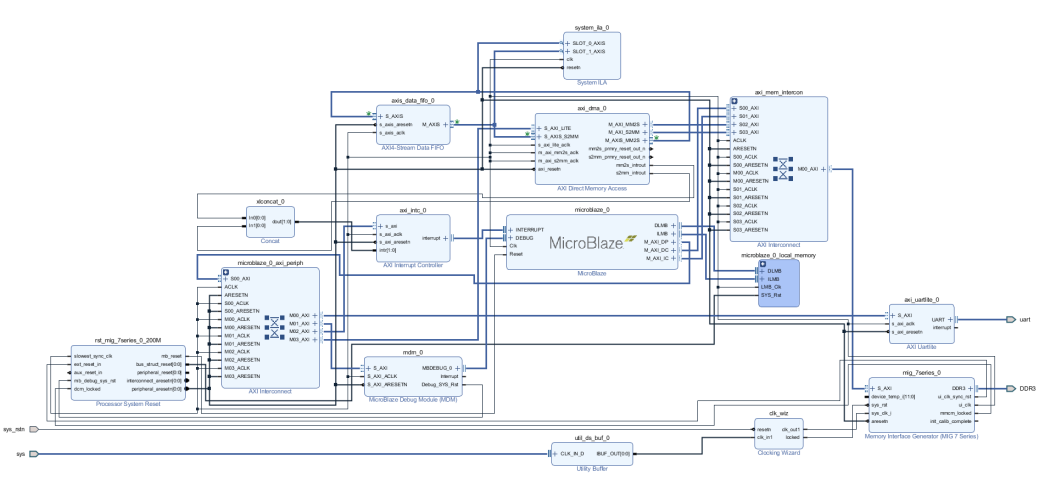 system_ila_0
SLOT_0_AXIS
SLOT_1_AXIS
clk
resetn
System ILA
axis_data_fifo_0
S_AXIS
s_axis_aresetn
s_axis_aclk
M_AXIS
AXI4-Stream Data FIFO
axi_dma_0
S_AXI_LITE
S_AXIS_S2MM
s_axi_lite_aclk
m_axi_mm2s_aclk
m_axi_s2mm_aclk
axi_resetn
M_AXI_MM2S
M_AXI_S2MM
M_AXIS_MM2S
mm2s_prmry_reset_out_n
s2mm_prmry_reset_out_n
mm2s_introut
s2mm_introut
AXI Direct Memory Access
axi_mem_intercon
S00_AXI
S01_AXI
S02_AXI
S03_AXI
ACLK
ARESETN
S00_ACLK
S00_ARESETN
M00_ACLK
M00_ARESETN
S01_ACLK
S01_ARESETN
S02_ACLK
S02_ARESETN
S03_ACLK
S03_ARESETN
M00_AXI
AXI Interconnect
xlconcat_0
In0[0:0]
In1[0:0]
dout[1:0]
Concat
axi_intc_0
s_axi
s_axi_aclk
s_axi_aresetn
intr[1:0]
interrupt
AXI Interrupt Controller
microblaze_0
INTERRUPT
DEBUG
Clk
Reset
MicroBlaze
DLMB
ILMB
M_AXI_DP
M_AXI_DC
M_AXI_IC
MicroBlaze
microblaze_0_local_memory
DLMB
ILMB
LMB_Clk
SYS_Rst
microblaze_0_axi_periph
S00_AXI
ACLK
ARESETN
S00_ACLK
S00_ARESETN
M00_ACLK
M00_ARESETN
M01_ACLK
M01_ARESETN
M02_ACLK
M02_ARESETN
M03_ACLK
M03_ARESETN
M00_AXI
M01_AXI
M02_AXI
M03_AXI
AXI Interconnect
axi_uartlite_0
S_AXI
s_axi_aclk
s_axi_aresetn
UART
interrupt
AXI Uartlite
uart
rst_mig_7series_0_200M
slowest_sync_clk
ext_reset_in
aux_reset_in
mb_debug_sys_rst
dcm_locked
mb_reset
bus_struct_reset[0:0]
interconnect_aresetn[0:0]
peripheral_aresetn[0:0]
Processor System Reset
mdm_0
S_AXI
S_AXI_ACLK
S_AXI_ARESETN
MBDEBUG_0
Interrupt
Debug_SYS_Rst
MicroBlaze Debug Module (MDM)
mig_7series_0
S_AXI
device_temp_i[11:0]
sys_rst
sys_clk_i
aresetn
DDR3
ui_clk_sync_rst
ui_clk
mmcm_locked
init_calib_complete
Memory Interface Generator (MIG 7 Series)
DDR3
clk_wiz
resetn
clk_in1
clk_out1
locked
Clocking Wizard
sys_rstn
sys
util_ds_buf_0
CLK_IN_D
IBUF_OUT[0:0]
Utility Buffer